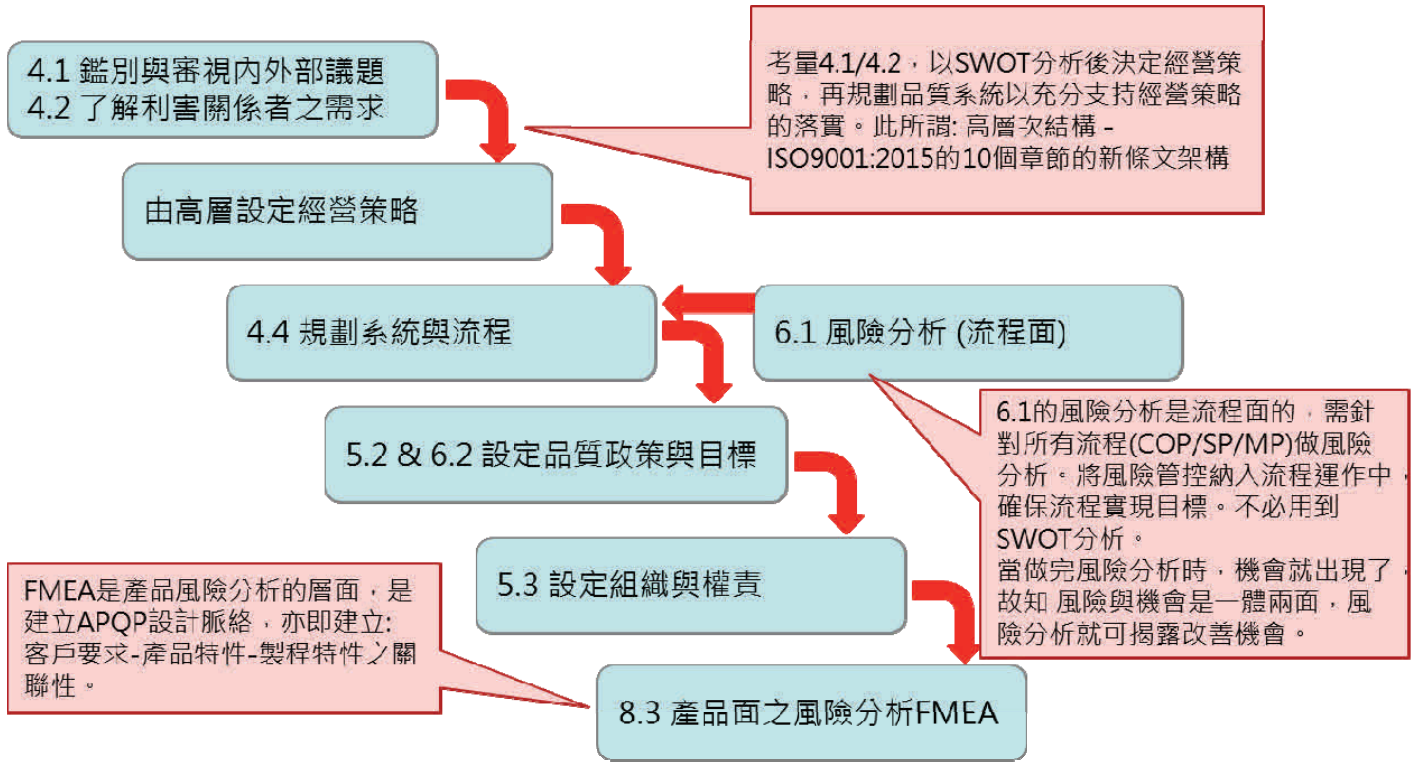 4.1 鑑別與審視內外部議題
4.2 了解利害關係者之需求
考量4.1/4.2，以SWOT分析後決定經營策
略，再規劃品質系統以充分支持經營策略
的落實。此所謂: 高層次結構 -
ISO9001:2015的10個章節的新條文架構
由高層設定經營策略
4.4 規劃系統與流程
6.1 風險分析 (流程面)
6.1的風險分析是流程面的，需針
對所有流程(COP/SP/MP)做風險
分析。將風險管控納入流程運作中，
確保流程實現目標。不必用到
SWOT分析。
當做完風險分析時，機會就出現了，
故知 風險與機會是一體兩面，風
險分析就可揭露改善機會。
5.2 & 6.2 設定品質政策與目標
5.3 設定組織與權責
FMEA是產品風險分析的層面，是
建立APQP設計脈絡，亦即建立:
客戶要求-產品特性-製程特性之關
聯性。
8.3 產品面之風險分析FMEA